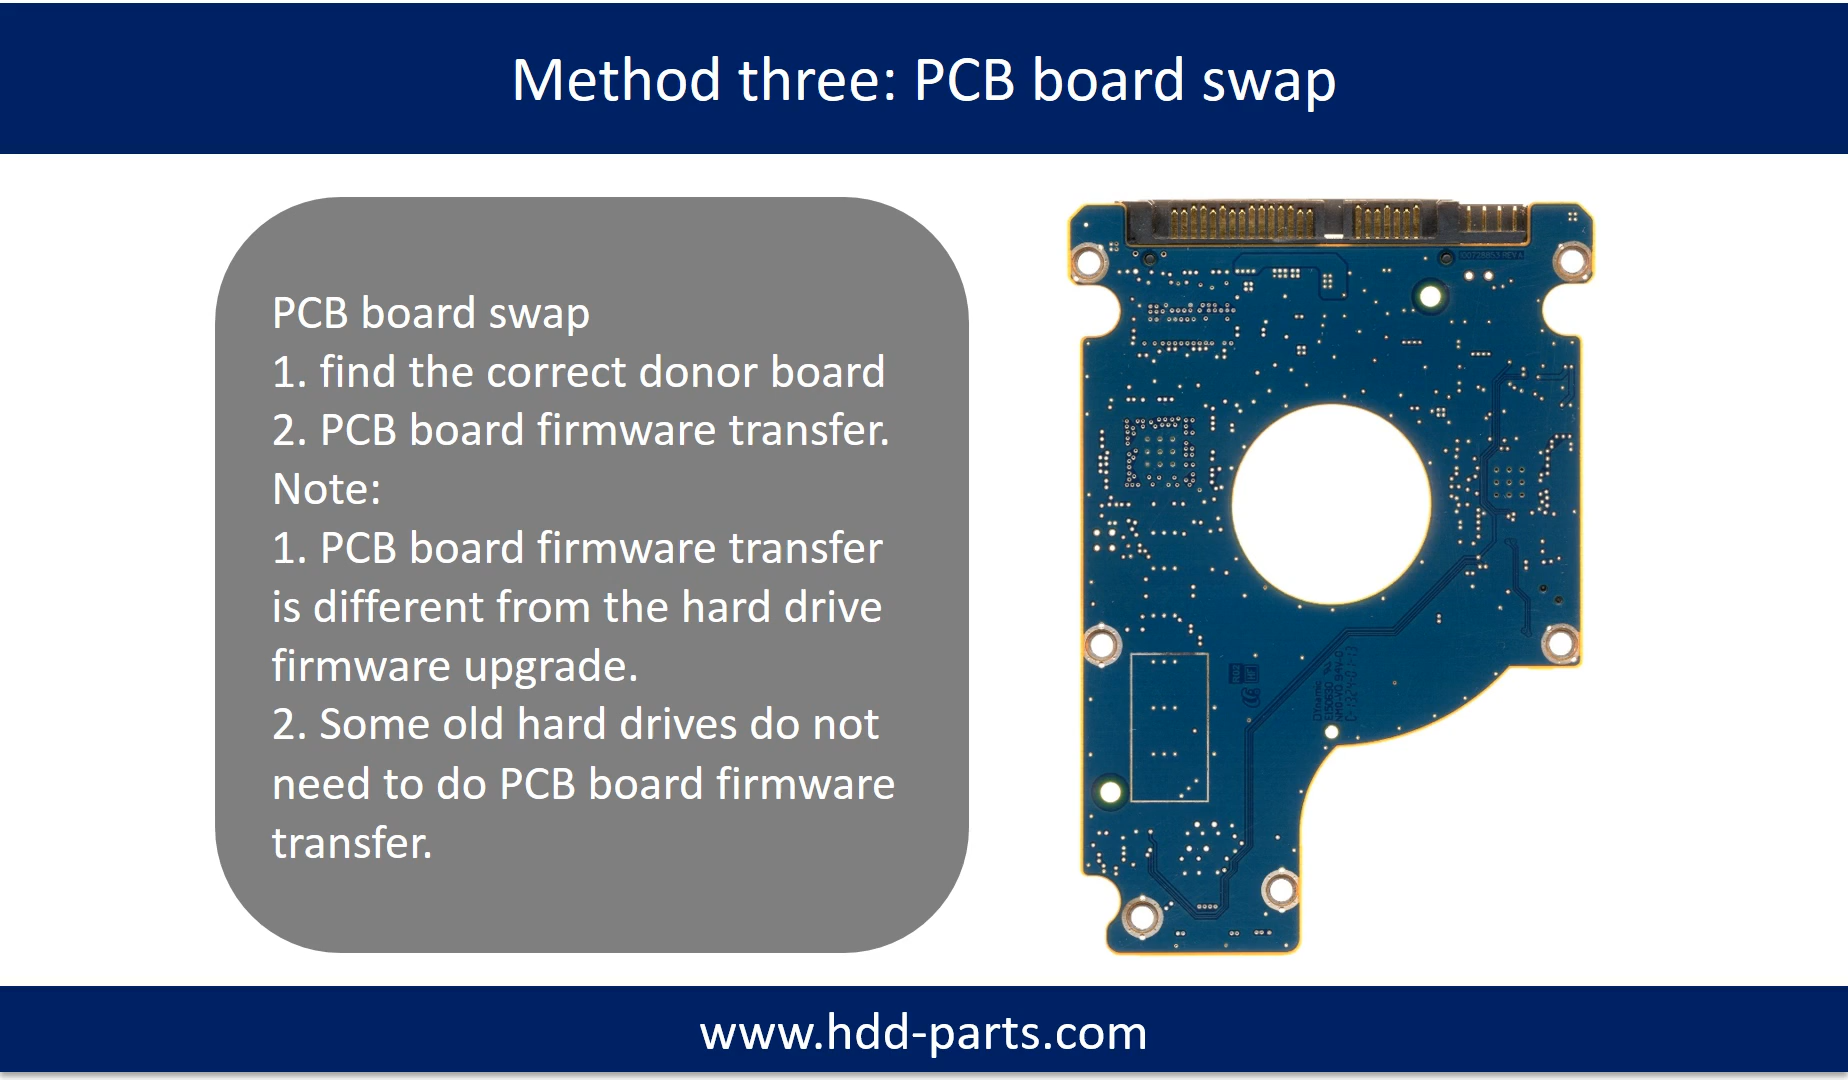 Method three: PCB board swap
PCB board swap
1. find the correct donor board
2. PCB board firmware transfer.
Note:
1. PCB board firmware transfer
is different from the hard drive
firmware upgrade.
2. Some old hard drives do not
need to do PCB board firmware
transfer.
www.hdd-parts.com